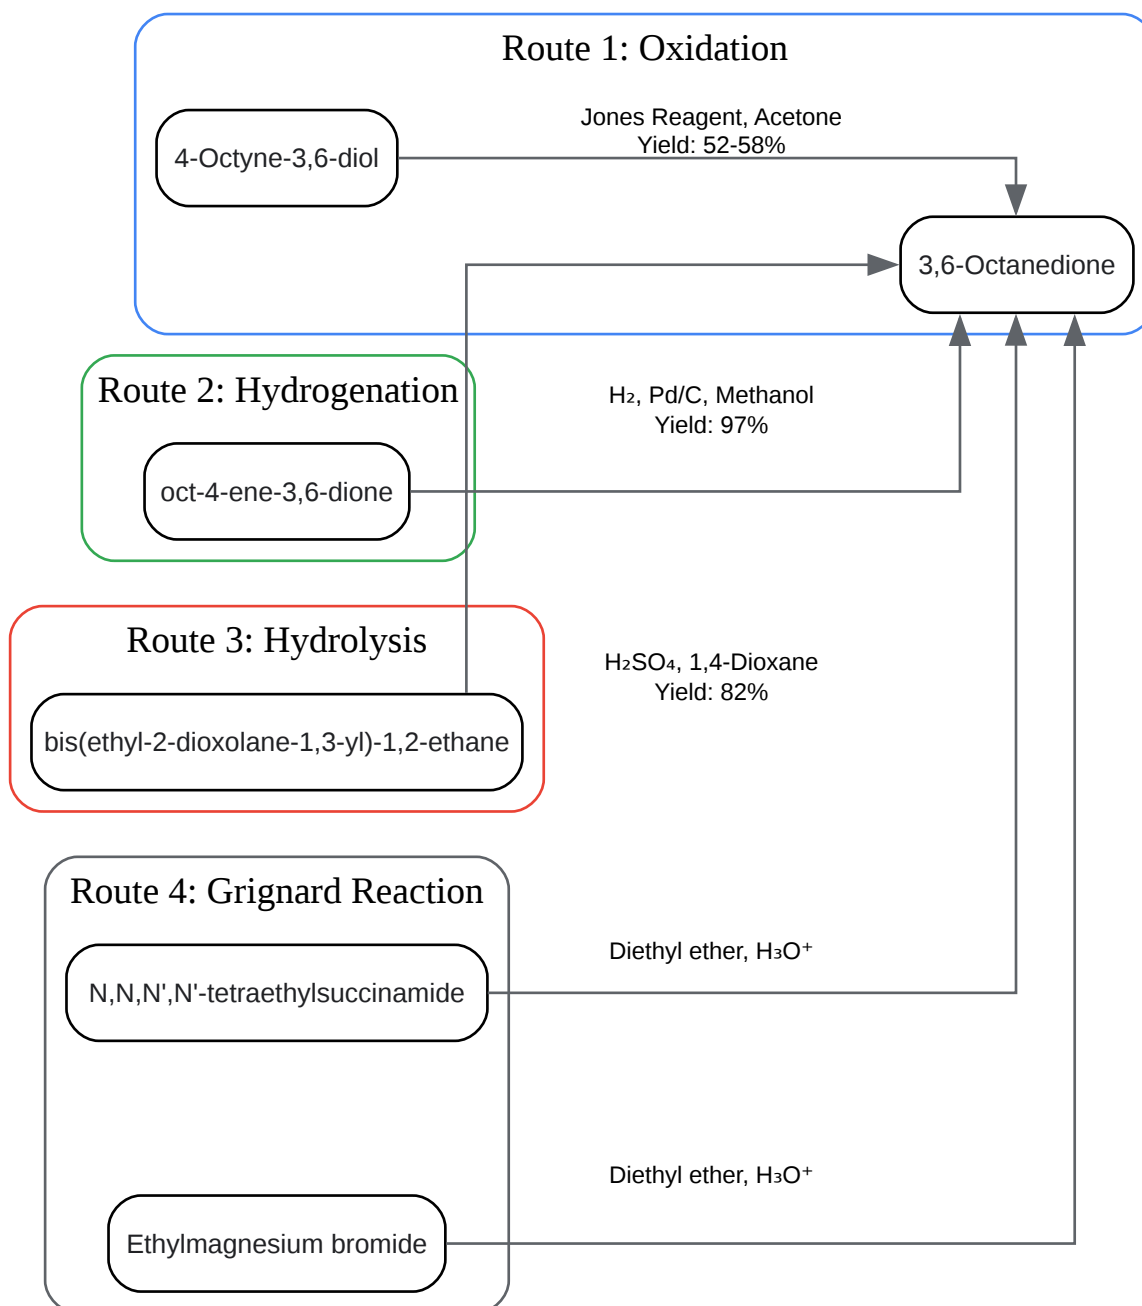 Route 1: Oxidation
Jones Reagent, Acetone
Yield: 52-58%
4-Octyne-3,6-diol
3,6-Octanedione
Route 2: Hydrogenation
H₂, Pd/C, Methanol
Yield: 97%
oct-4-ene-3,6-dione
Route 3: Hydrolysis
H₂SO₄, 1,4-Dioxane
Yield: 82%
bis(ethyl-2-dioxolane-1,3-yl)-1,2-ethane
Route 4: Grignard Reaction
Diethyl ether, H₃O⁺
N,N,N',N'-tetraethylsuccinamide
Diethyl ether, H₃O⁺
Ethylmagnesium bromide